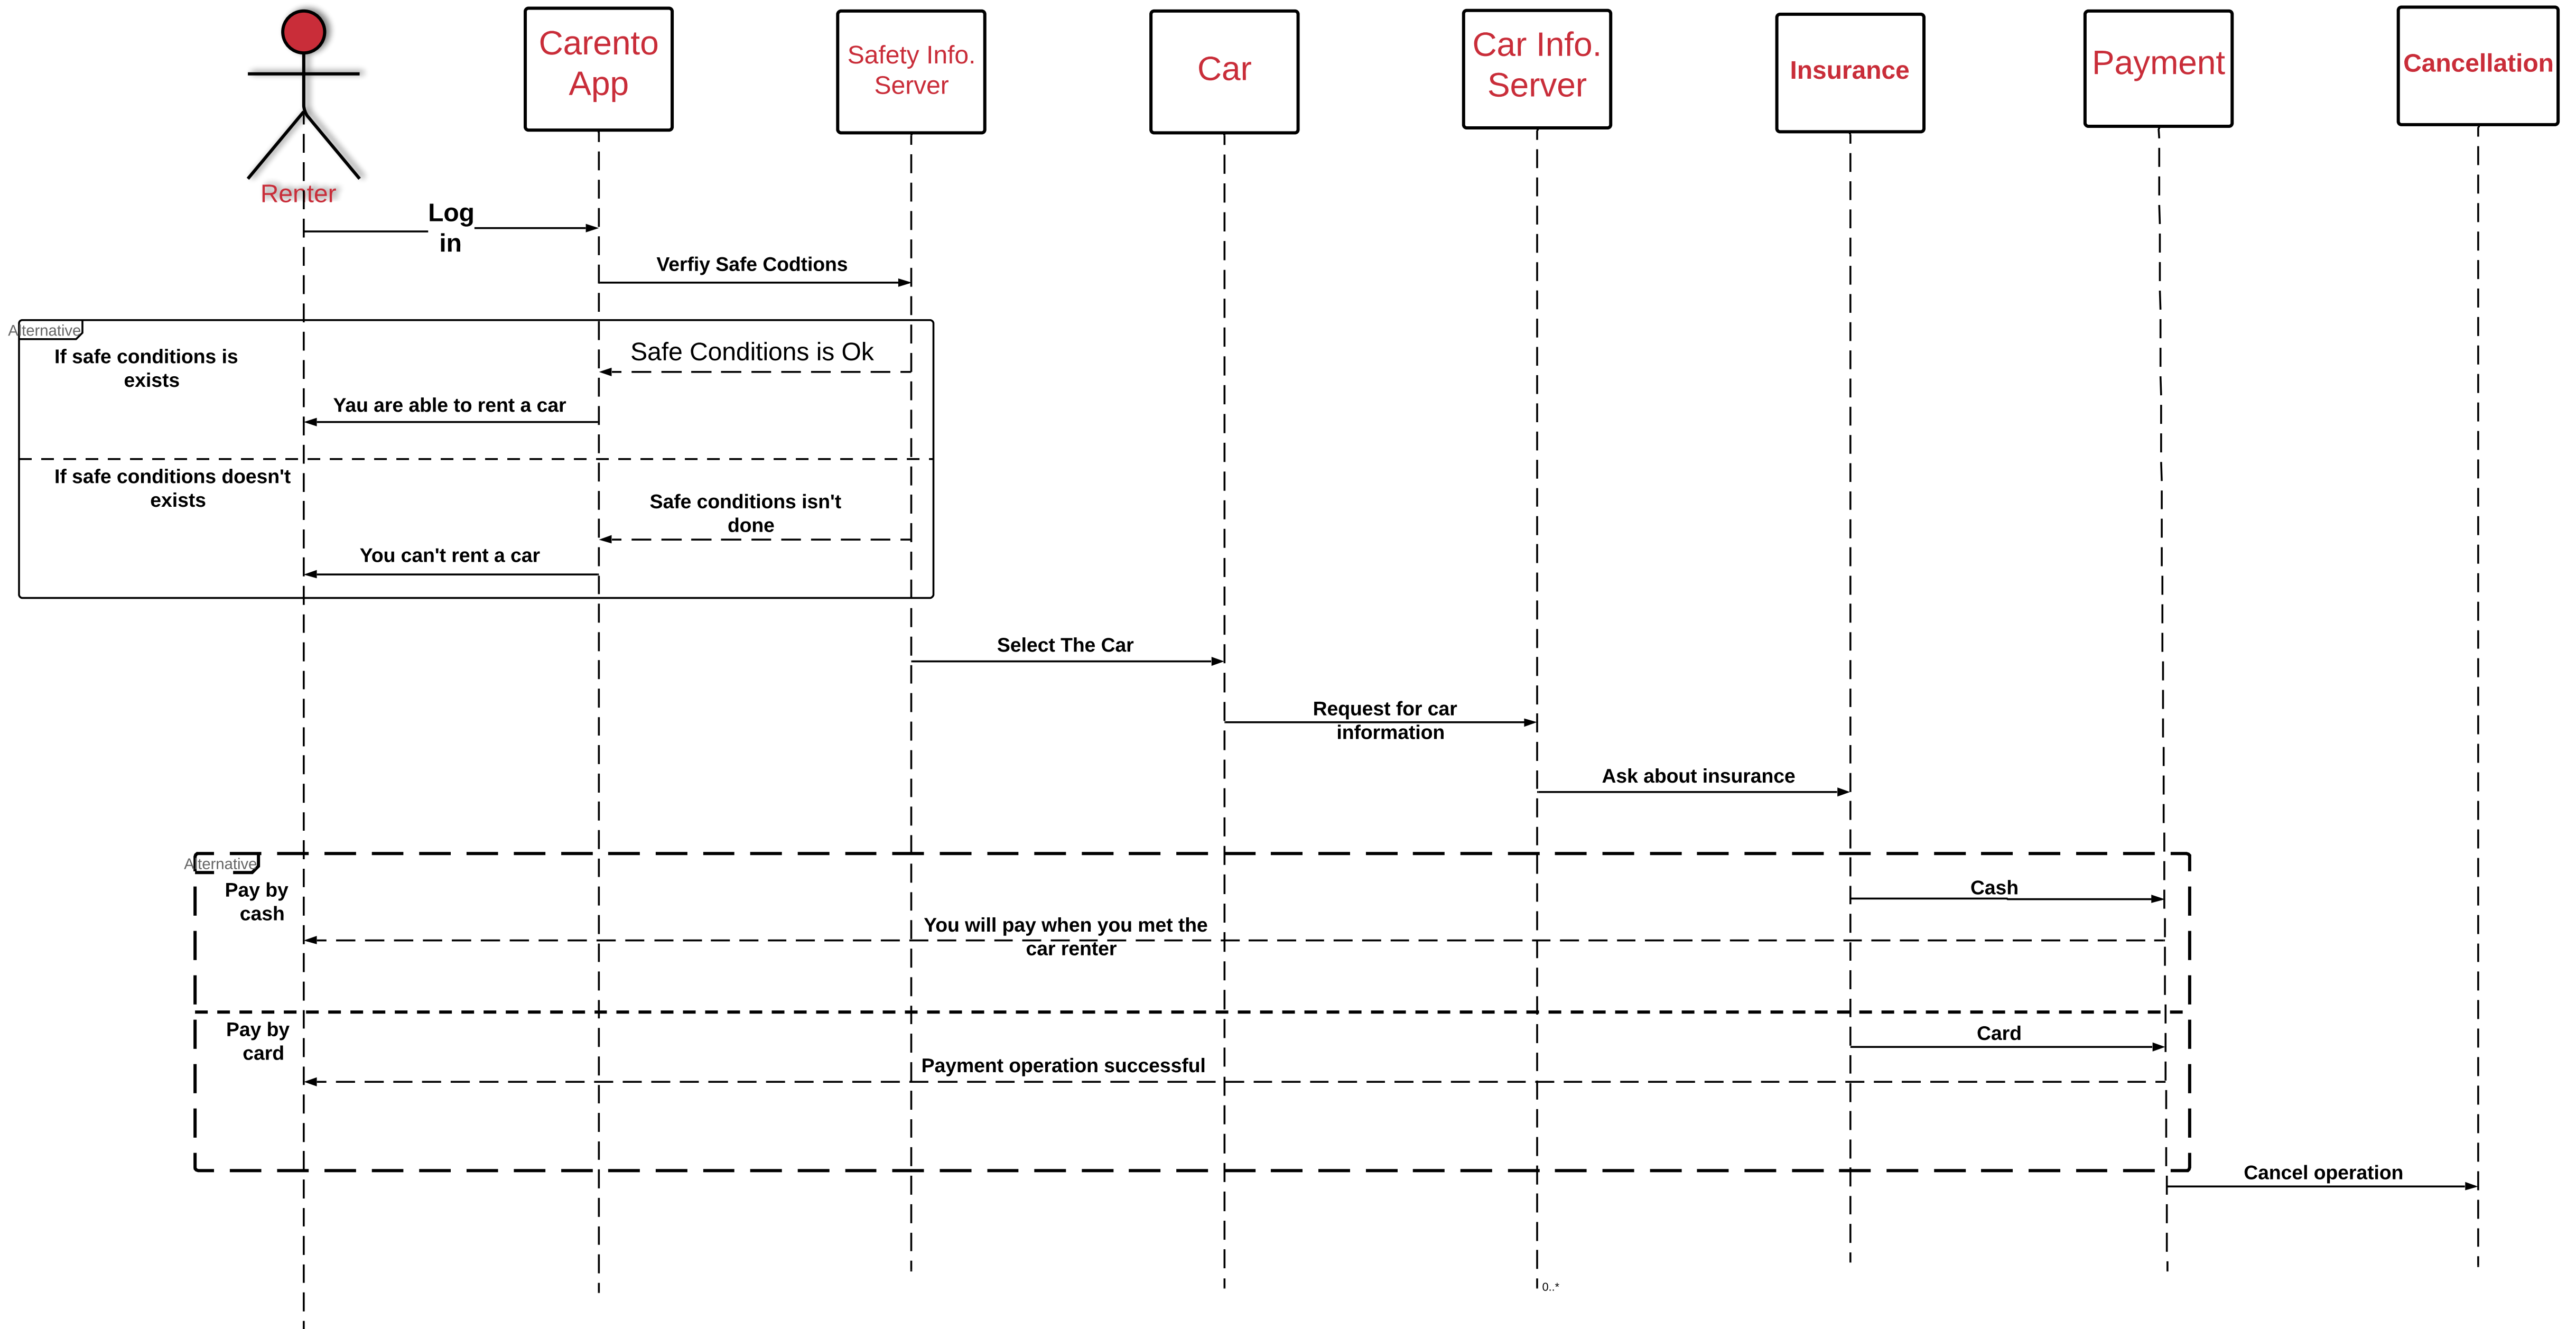 Carento
App
Safety Info.
Server
Car
Car Info.
Server
Insurance
Payment
Cancellation
Renter
Log
in
Verfiy Safe Codtions
Alternative
If safe conditions is
exists
Safe Conditions is Ok
Yau are able to rent a car
If safe conditions doesn't
exists
Safe conditions isn't
done
You can't rent a car
Select The Car
Request for car
information
Ask about insurance
Alternative
Pay by
cash
Cash
You will pay when you met the
car renter
Pay by
card
Card
Payment operation successful
Cancel operation
0..*